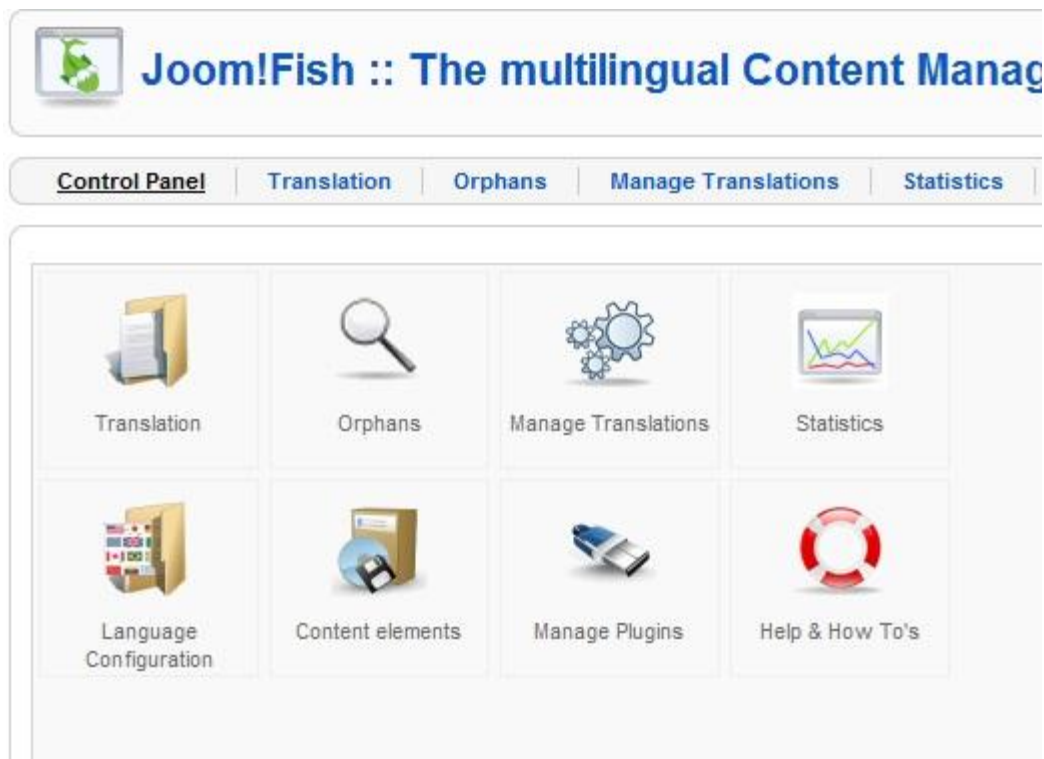 Joom!Fish :: The multilingual Content Manag
Control Panel Translation Orphans Manage Translations Statistics
Translation Orphans Manage Translations Statistics
Language Configuration
Content elements
Manage Plugins
Help & How To's